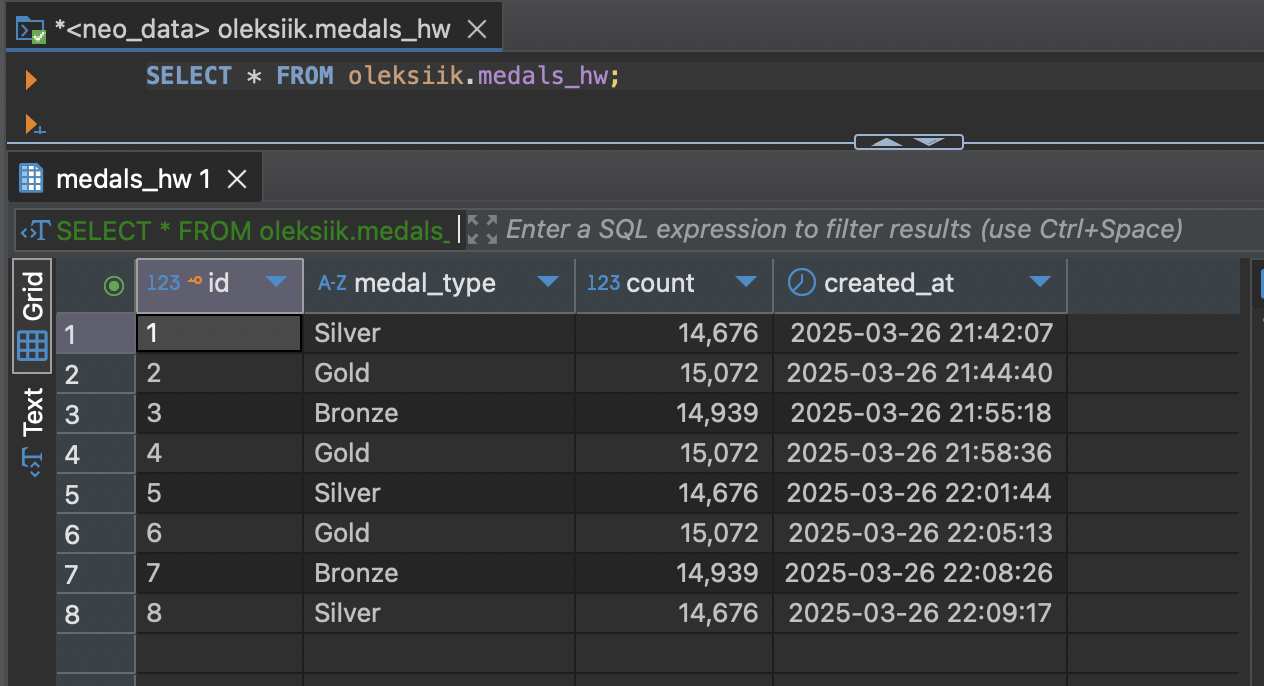 *<neo_data> oleksiik.medals_hw
SELECT * FROM oleksiik.medals_hw;
medals_hw 1
SELECT * FROM oleksiik.medals_ Enter a SQL expression to filter results (use Ctrl+Space)
Grid
Text
123 id A-Z medal_type 123 count created_at
1 1 Silver 14,676 2025-03-26 21:42:07
2 2 Gold 15,072 2025-03-26 21:44:40
3 3 Bronze 14,939 2025-03-26 21:55:18
4 4 Gold 15,072 2025-03-26 21:58:36
5 5 Silver 14,676 2025-03-26 22:01:44
6 6 Gold 15,072 2025-03-26 22:05:13
7 7 Bronze 14,939 2025-03-26 22:08:26
8 8 Silver 14,676 2025-03-26 22:09:17